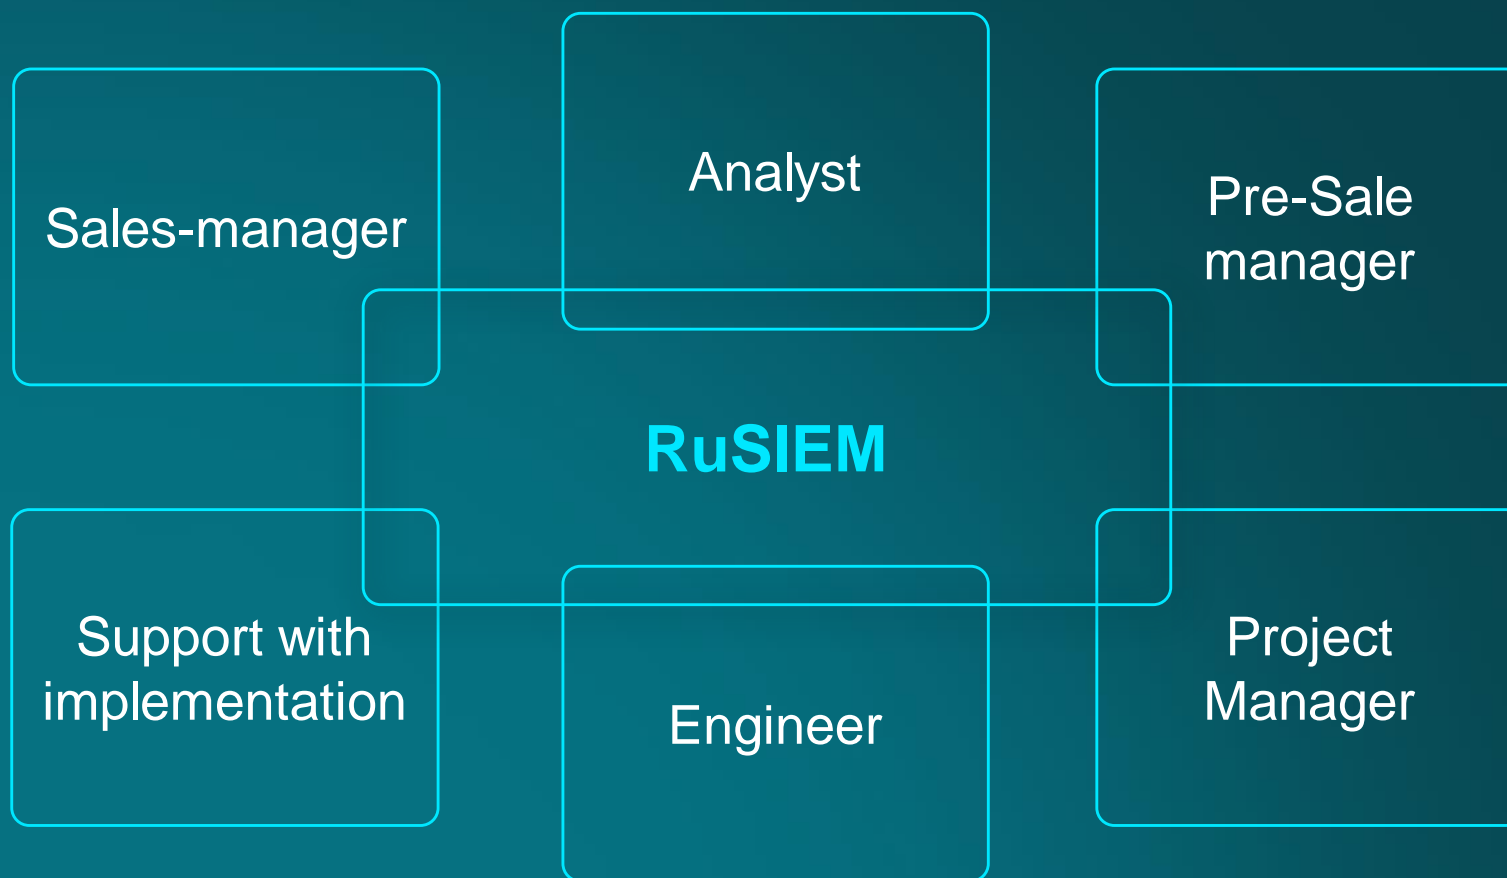 Analyst
Sales-manager
Pre-Sale
manager
RuSIEM
Support with
implementation
Engineer
Project
Manager